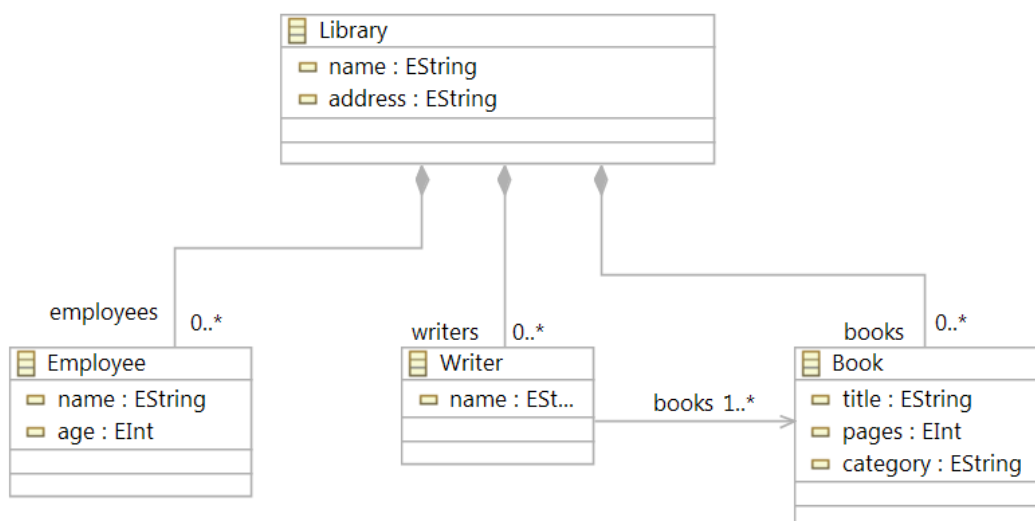 Library
name : EString
address : EString
employees
0..*
writers
0..*
books
0..*
Employee
name : EString
age : EInt
Writer
name : ESt...
books 1..*
Book
title : EString
pages : EInt
category : EString